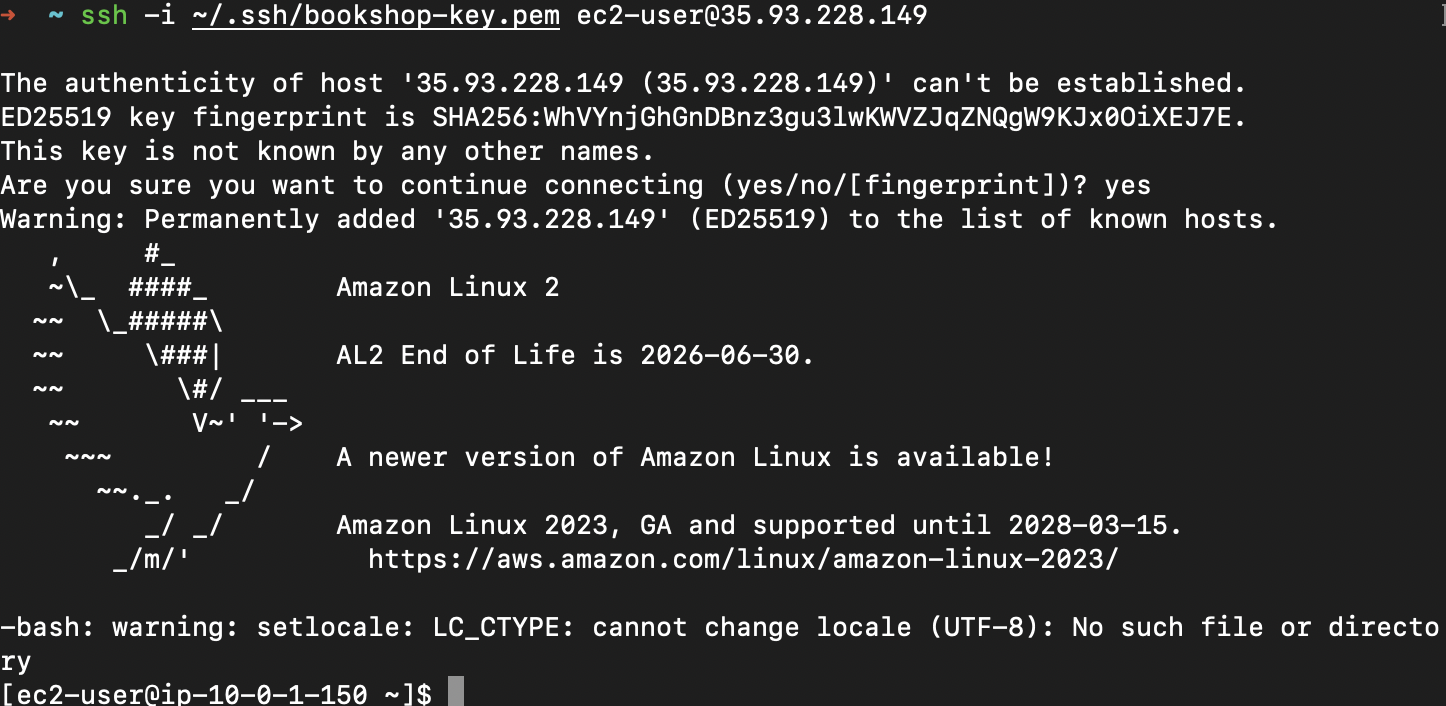 →  ~ ssh -i ~/.ssh/bookshop-key.pem ec2-user@35.93.228.149

The authenticity of host '35.93.228.149 (35.93.228.149)' can't be established.
ED25519 key fingerprint is SHA256:WhVYnjGhGnDBnz3gu3lwKWVZJqZNQgW9KJx0OiXEJ7E.
This key is not known by any other names.
Are you sure you want to continue connecting (yes/no/[fingerprint])? yes
Warning: Permanently added '35.93.228.149' (ED25519) to the list of known hosts.
   ,     #_
   ~\_  ####_        Amazon Linux 2
  ~~  \_#####\
  ~~     \###|       AL2 End of Life is 2026-06-30.
  ~~       \#/ ___
   ~~       V~' '->
    ~~~         /    A newer version of Amazon Linux is available!
      ~~._.   _/
         _/ _/       Amazon Linux 2023, GA and supported until 2028-03-15.
       _/m/'           https://aws.amazon.com/linux/amazon-linux-2023/

-bash: warning: setlocale: LC_CTYPE: cannot change locale (UTF-8): No such file or directo
ry
[ec2-user@ip-10-0-1-150 ~]$